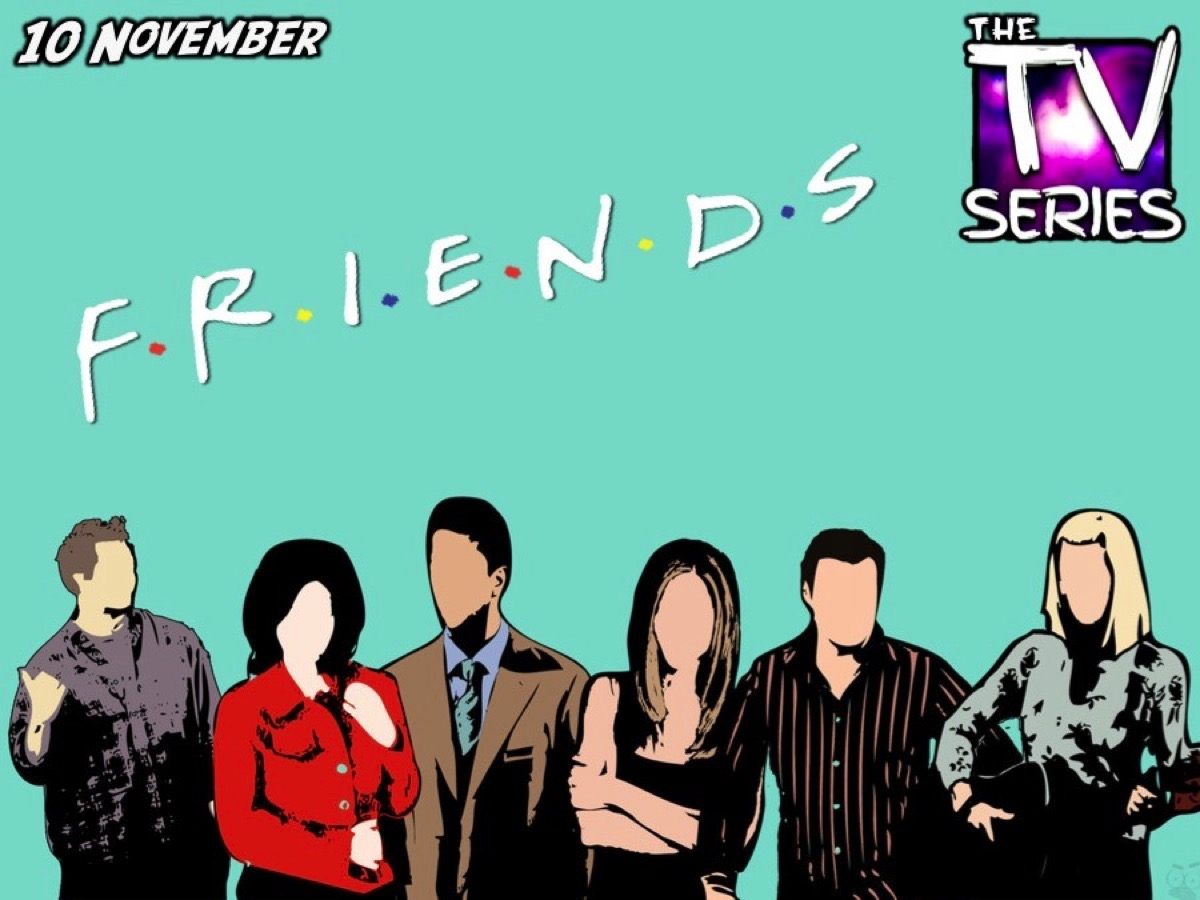 10 NOVEMBER
THE
TV
SERIES
F·R·I·E·N·D·S